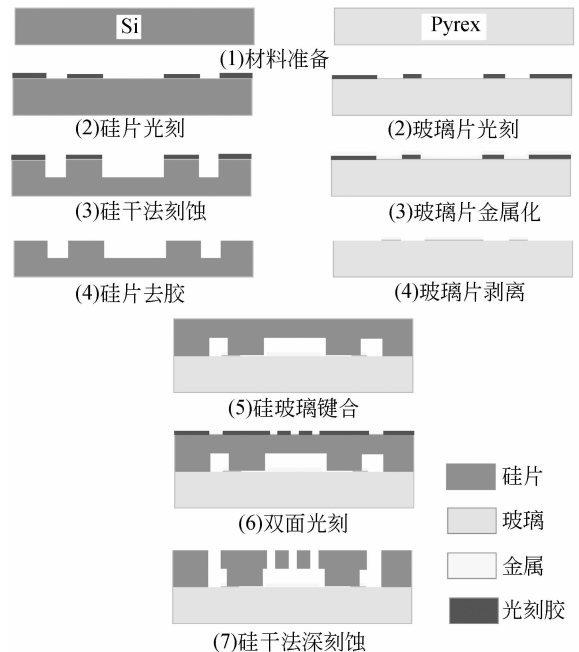 Si
Pyrex
(1)材料准备
(2)硅片光刻
(2)玻璃片光刻
(3)硅干法刻蚀
(3)玻璃片金属化
(4)硅片去胶
(4)玻璃片剥离
(5)硅玻璃键合
(6)双面光刻
(7)硅干法深刻蚀
硅片
玻璃
金属
光刻胶